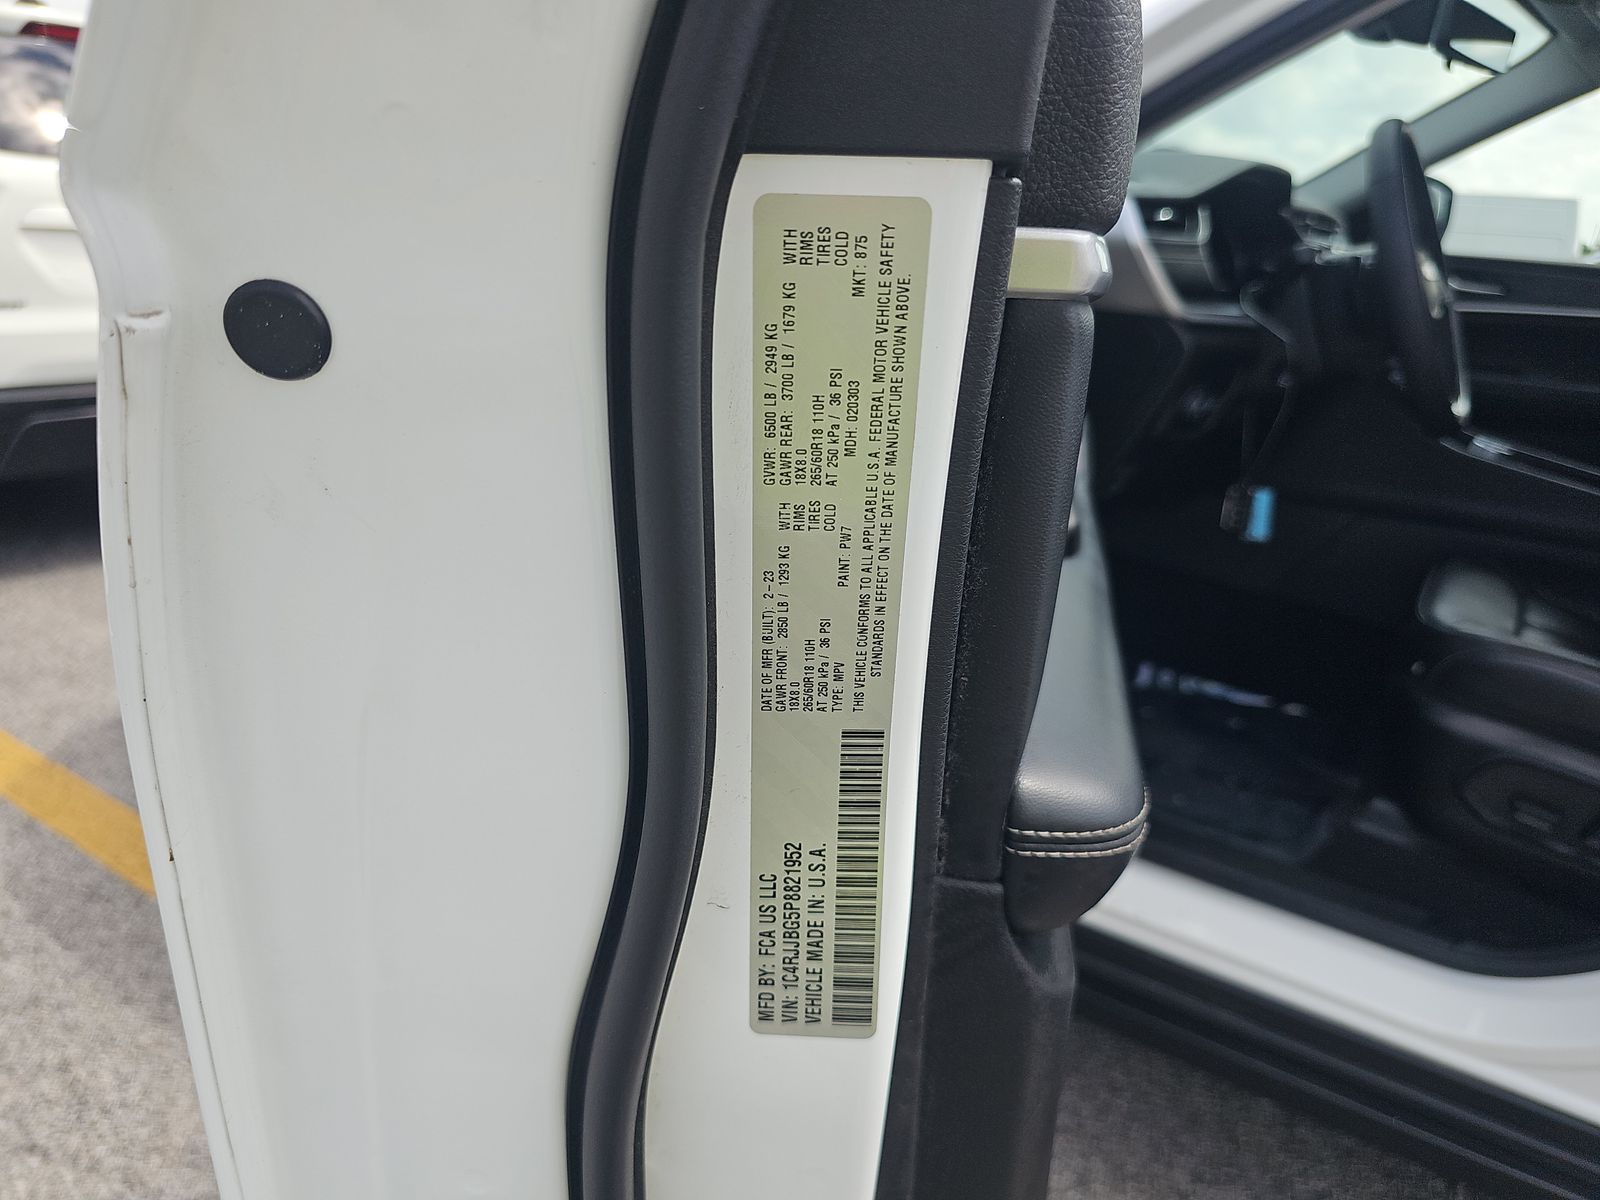 MFD BY: FCA US LLC
VIN: 1C4RJJBG5P8821952
VEHICLE MADE IN: U.S.A.
DATE OF MFR (BUILT): 2-23 GVWR: 6500 LB / 2949 KG
GAWR FRONT: 2850 LB / 1293 KG WITH GAWR REAR: 3700 LB / 1679 KG WITH
18X8.0 RIMS 18X8.0 RIMS
265/60R18 110H TIRES 265/60R18 110H TIRES
AT 250 kPa / 36 PSI COLD AT 250 kPa / 36 PSI COLD
TYPE: MPV PAINT: PW7 MDH: 020303 MKT: 875
THIS VEHICLE CONFORMS TO ALL APPLICABLE U.S.A. FEDERAL MOTOR VEHICLE SAFETY
STANDARDS IN EFFECT ON THE DATE OF MANUFACTURE SHOWN ABOVE.